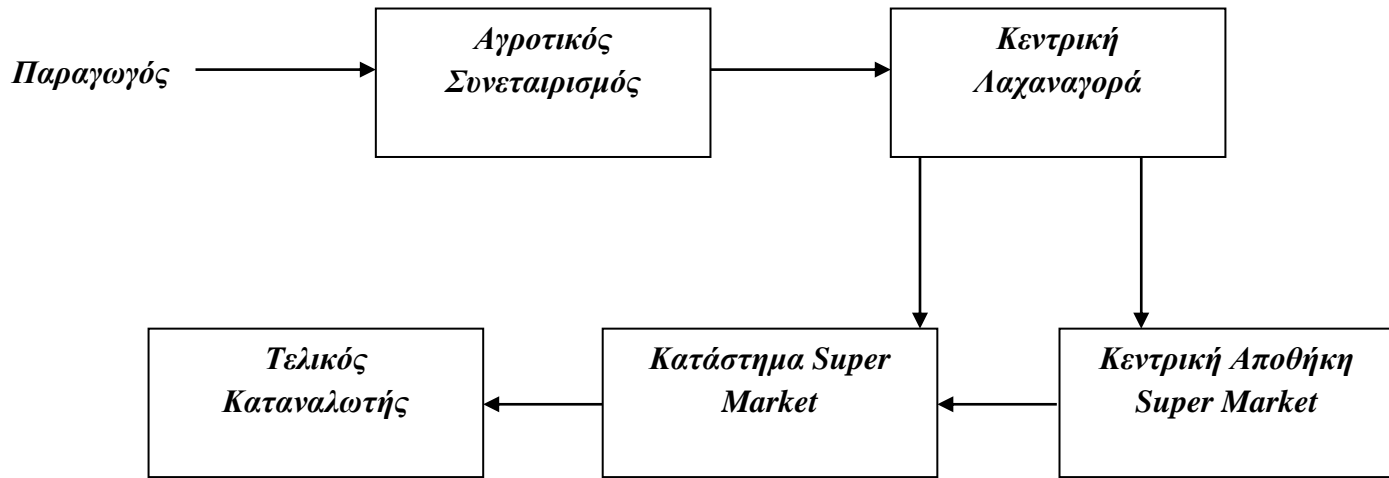 Παραγωγός
Αγροτικός
Συνεταιρισμός
Κεντρική
Λαχαναγορά
Τελικός
Καταναλωτής
Κατάστημα Super
Market
Κεντρική Αποθήκη
Super Market